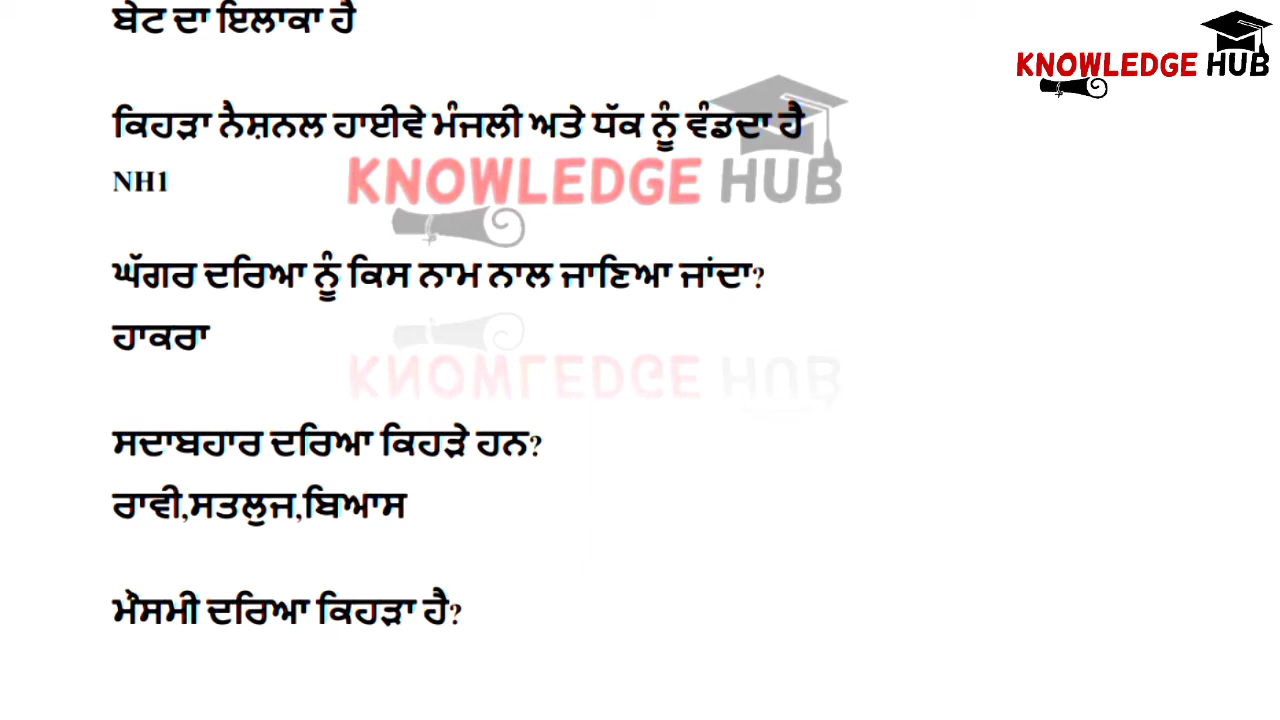 ਬੇਟ ਦਾ ਇਲਾਕਾ ਹੈ
KNOWLEDGE HUB
ਕਿਹੜਾ ਨੈਸ਼ਨਲ ਹਾਈਵੇ ਮੰਜਲੀ ਅਤੇ ਧੱਕ ਨੂੰ ਵੰਡਦਾ ਹੈ
NH1
KNOWLEDGE HUB
ਘੱਗਰ ਦਰਿਆ ਨੂੰ ਕਿਸ ਨਾਮ ਨਾਲ ਜਾਣਿਆ ਜਾਂਦਾ?
ਹਾਕਰਾ
ਸਦਾਬਹਾਰ ਦਰਿਆ ਕਿਹੜੇ ਹਨ?
ਰਾਵੀ,ਸਤਲੁਜ,ਬਿਆਸ
ਮੌਸਮੀ ਦਰਿਆ ਕਿਹੜਾ ਹੈ?